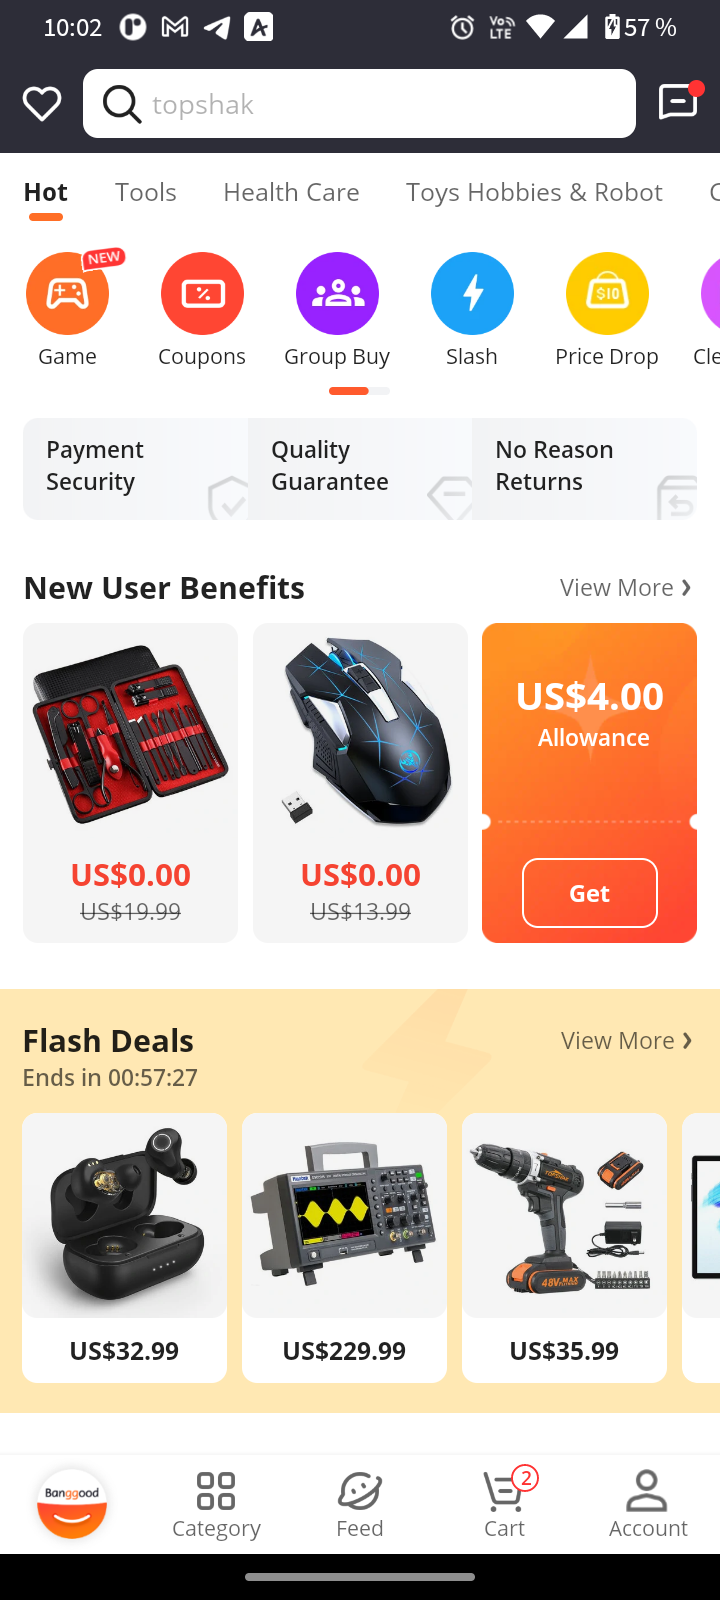 10:02
Vo LTE
57 %
topshak
Hot
Tools
Health Care
Toys Hobbies & Robot
NEW
$10
Game
Coupons
Group Buy
Slash
Price Drop
Cle
Payment
Security
Quality
Guarantee
No Reason
Returns
New User Benefits
View More
US$4.00
Allowance
US$0.00
US$19.99
US$0.00
US$13.99
Get
Flash Deals
View More
Ends in 00:57:27
48V.MAX
US$32.99
US$229.99
US$35.99
Banggood
Category
Feed
2
Cart
Account